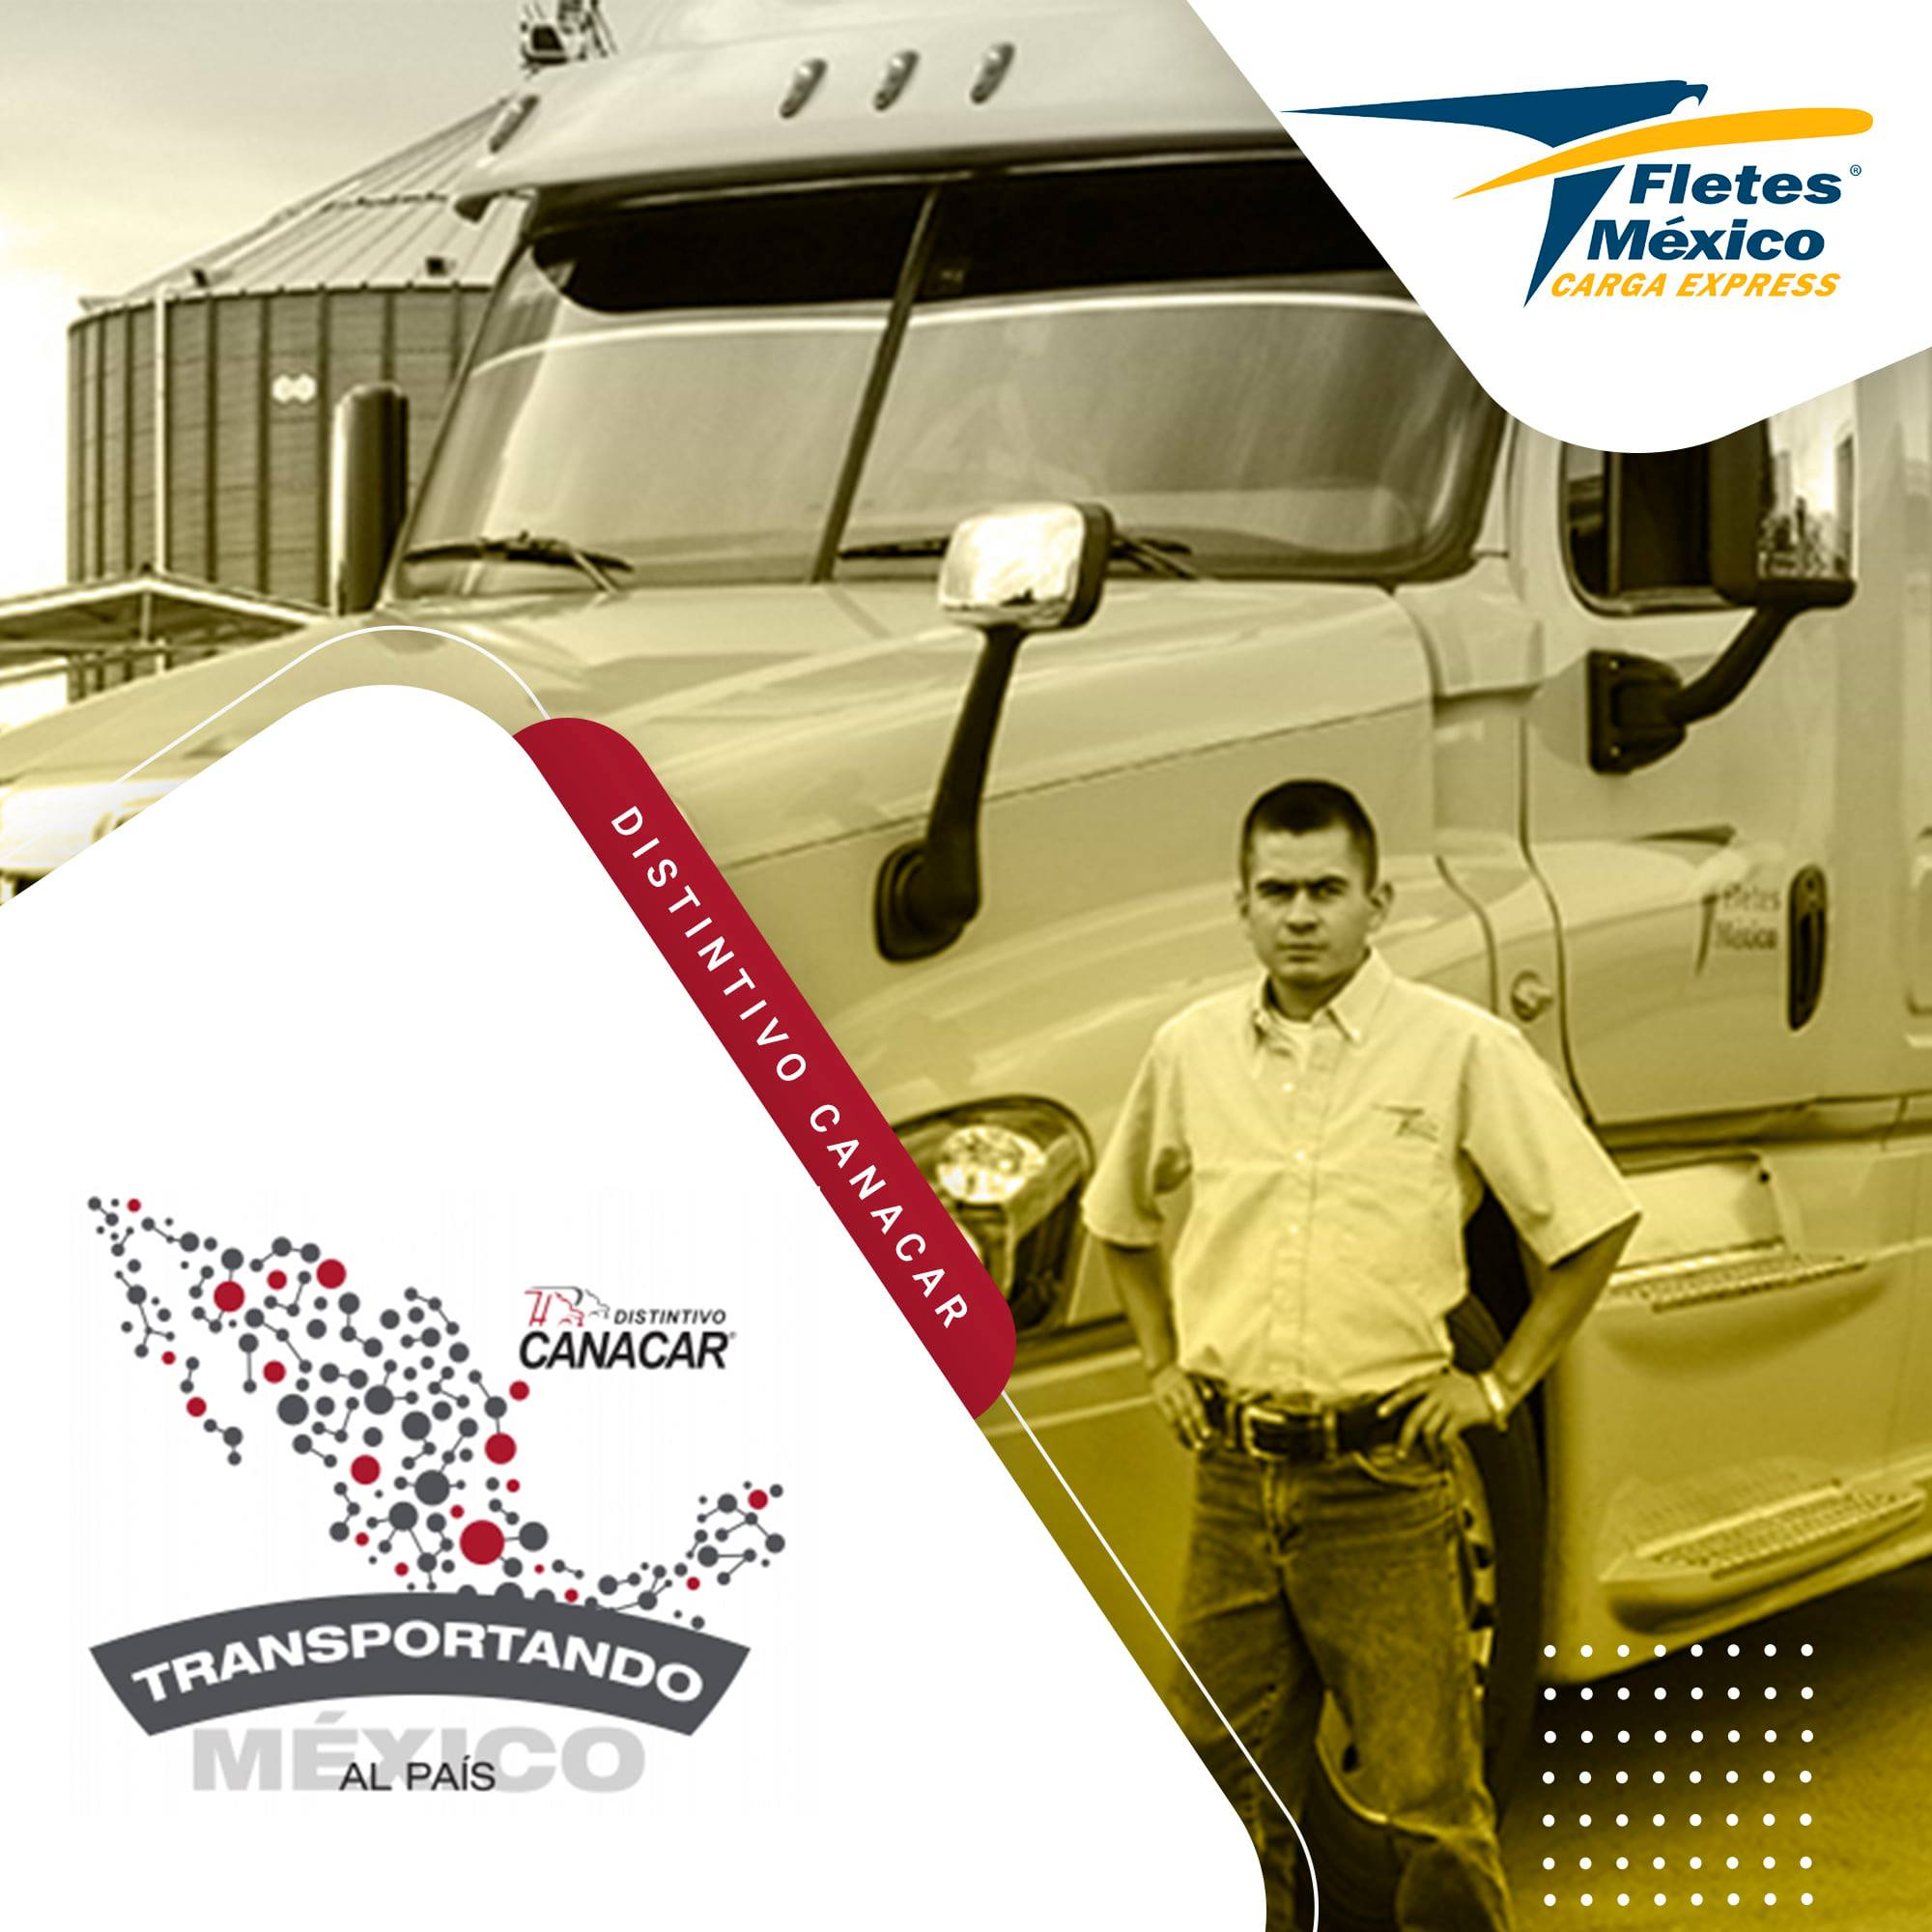 Fletes®
México
CARGA EXPRESS
Fletes
México
DISTINTIVO CANACAR
DISTINTIVO
CANACAR®
TRANSPORTANDO
MÉXICO
AL PAÍS